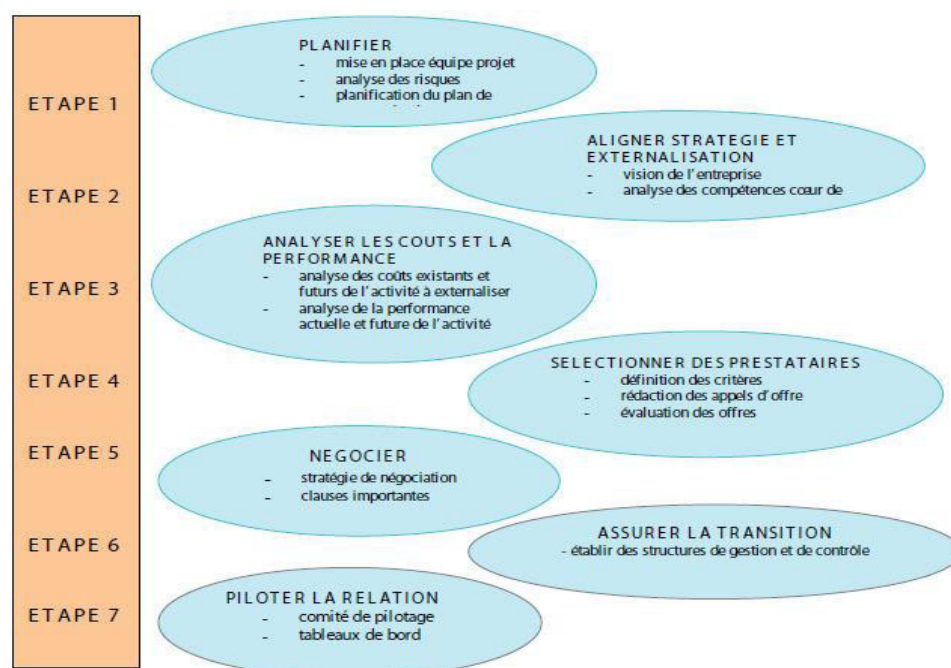 ETAPE 1
PLANIFIER
- mise en place équipe projet
- analyse des risques
- planification du plan de
ETAPE 2
ALIGNER STRATEGIE ET
EXTERNALISATION
- vision de l'entreprise
- analyse des compétences cœur de
ETAPE 3
ANALYSER LES COUTS ET LA
PERFORMANCE
- analyse des coûts existants et
futurs de l'activité à externaliser
- analyse de la performance
actuelle et future de l'activité
ETAPE 4
SELECTIONNER DES PRESTATAIRES
- définition des critères
- rédaction des appels d'offre
- évaluation des offres
ETAPE 5
NEGOCIER
- stratégie de négociation
- clauses importantes
ETAPE 6
ASSURER LA TRANSITION
- établir des structures de gestion et de contrôle
ETAPE 7
PILOTER LA RELATION
- comité de pilotage
- tableaux de bord